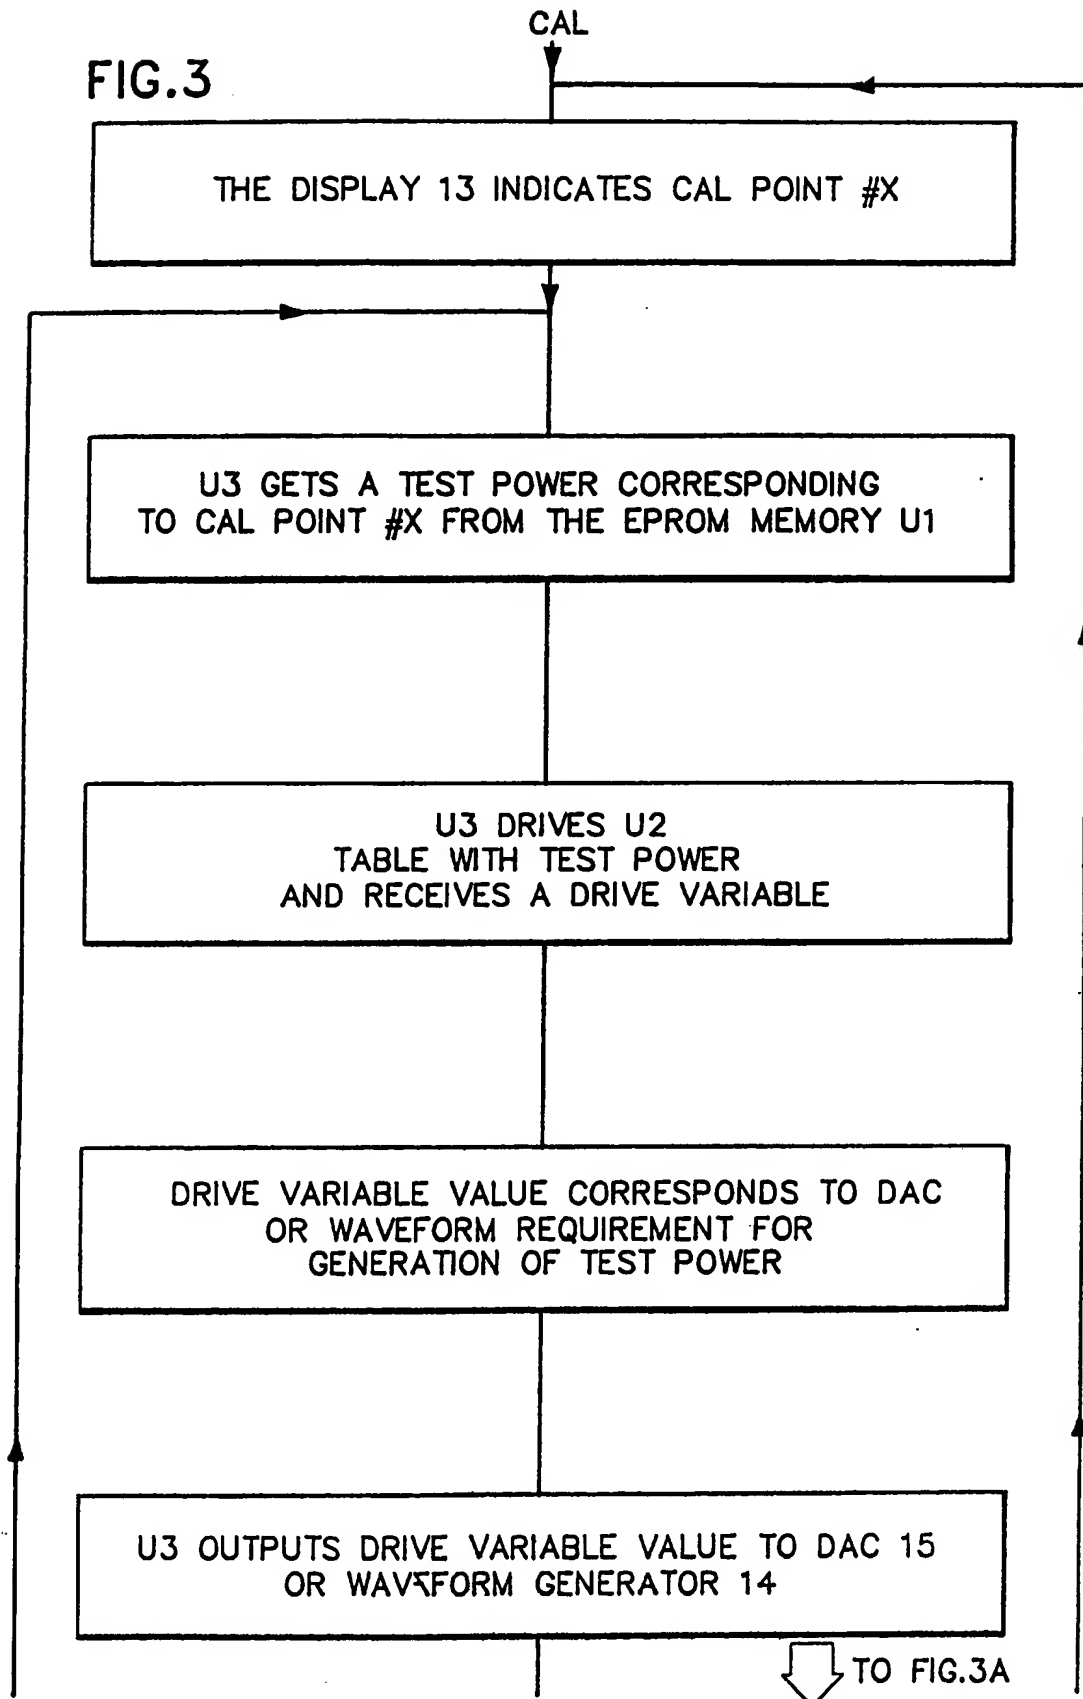 CAL
FIG.3
THE DISPLAY 13 INDICATES CAL POINT #X
U3 GETS A TEST POWER CORRESPONDING
TO CAL POINT #X FROM THE EPROM MEMORY U1
U3 DRIVES U2
TABLE WITH TEST POWER
AND RECEIVES A DRIVE VARIABLE
DRIVE VARIABLE VALUE CORRESPONDS TO DAC
OR WAVEFORM REQUIREMENT FOR
GENERATION OF TEST POWER
U3 OUTPUTS DRIVE VARIABLE VALUE TO DAC 15
OR WAVEFORM GENERATOR 14
TO FIG.3A